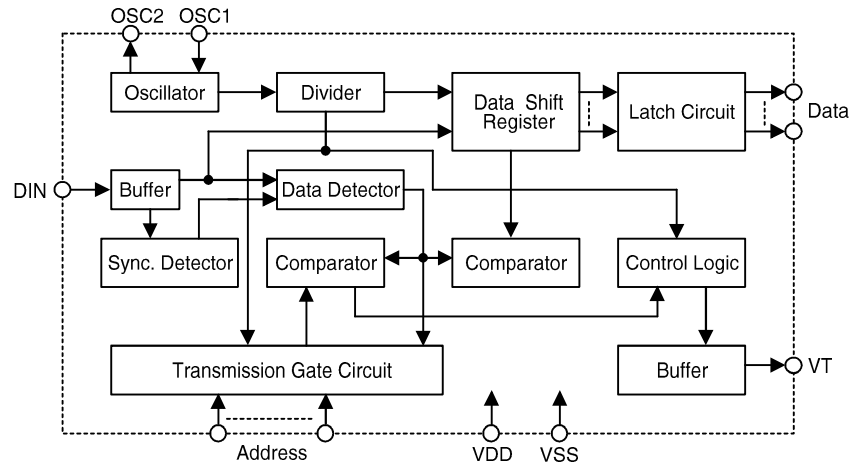 OSC2 OSC1
Oscillator
Divider
Data Shift
Register
Latch Circuit
Data
DIN
Buffer
Data Detector
Sync. Detector
Comparator
Comparator
Control Logic
Transmission Gate Circuit
Buffer
VT
Address
VDD
VSS